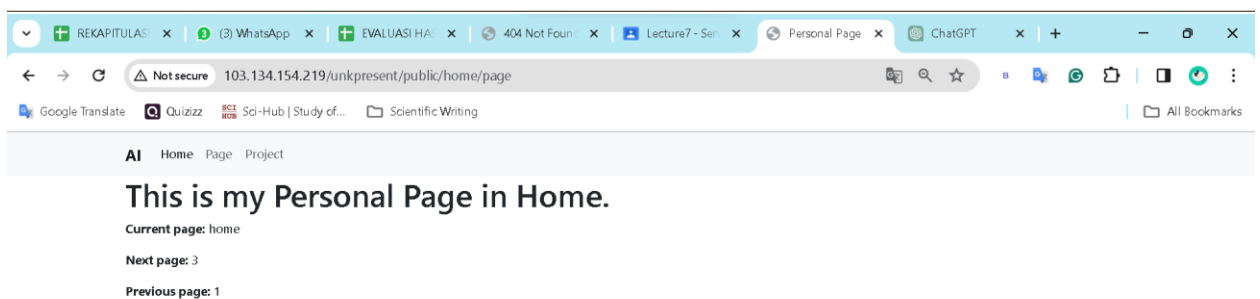 REKAPITULAS
(3) WhatsApp
EVALUASI HAS
404 Not Foun
Lecture7 - Sen
Personal Page
ChatGPT
Not secure 103.134.154.219/unkpresent/public/home/page
Google Translate Quizizz Sci-Hub | Study of... Scientific Writing All Bookmarks
AI Home Page Project
This is my Personal Page in Home.
Current page: home
Next page: 3
Previous page: 1